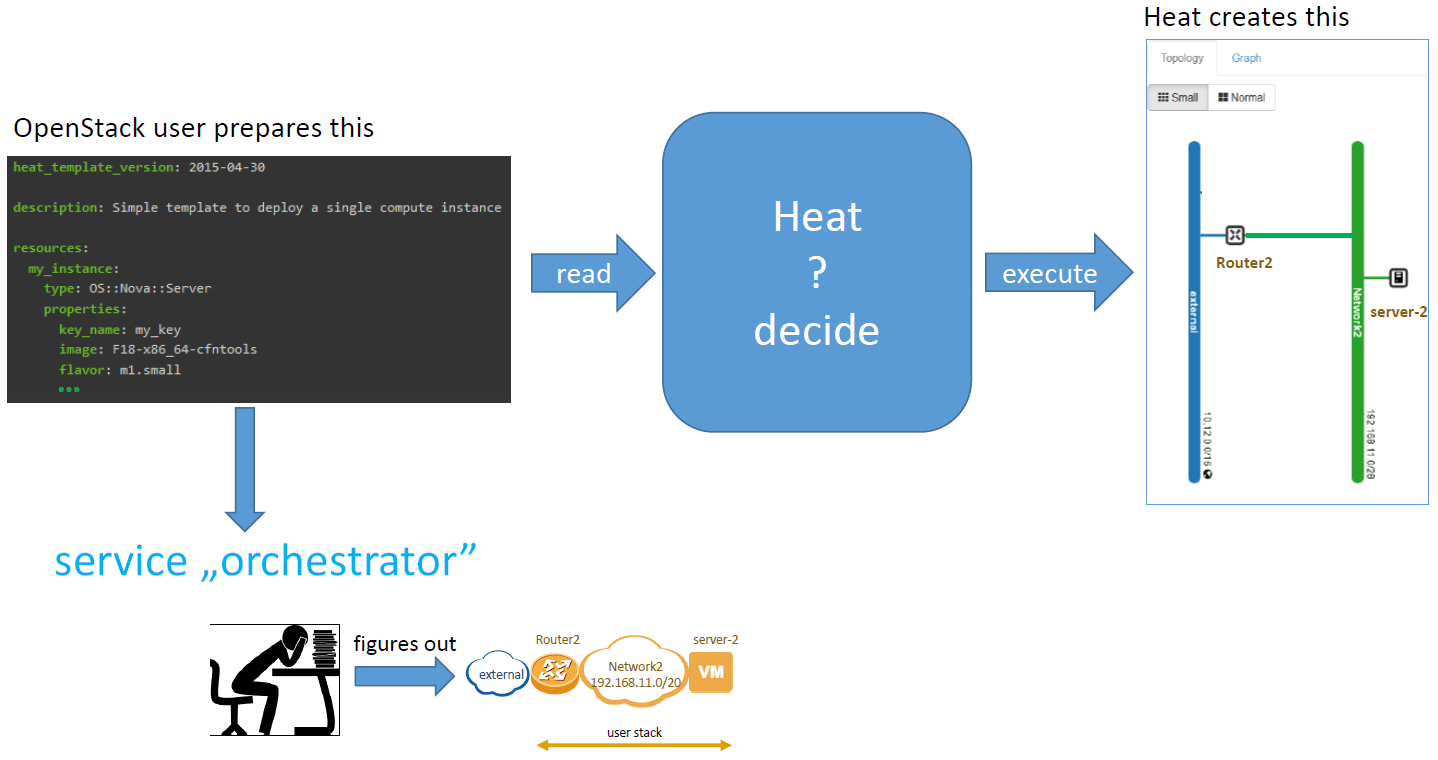 Heat creates this
Topology Graph
Small Normal
OpenStack user prepares this
heat_template_version: 2015-04-30
description: Simple template to deploy a single compute instance
resources:
my_instance:
type: OS::Nova::Server
properties:
key_name: my_key
image: F18-x86_64-cfntools
flavor: m1.small
...
read
Heat
?
decide
execute
Router2
external
Network2
server-2
10.12.0.0/16
192.168.11.0/28
service „orchestrator”
figures out
Router2
server-2
external
Network2
192.168.11.0/20
VM
user stack